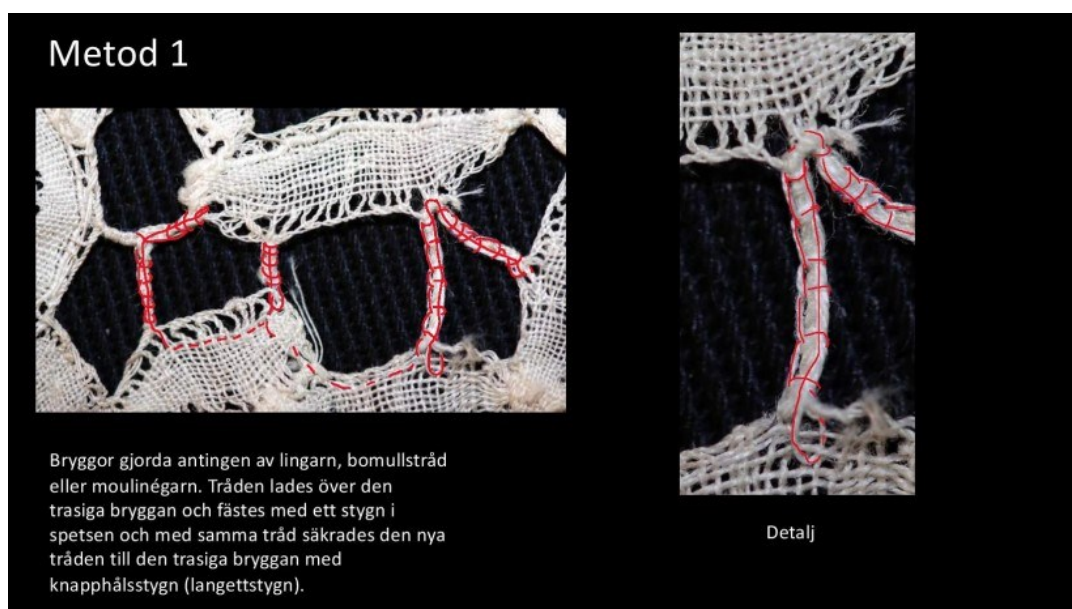 Metod 1
Bryggor gjorda antingen av lingarn, bomullstråd
eller moulinégarn. Tråden lades över den
trasiga bryggan och fästes med ett stygn i
spetsen och med samma tråd säkrades den nya
tråden till den trasiga bryggan med
knapphålsstygn (langettstygn).
Detalj